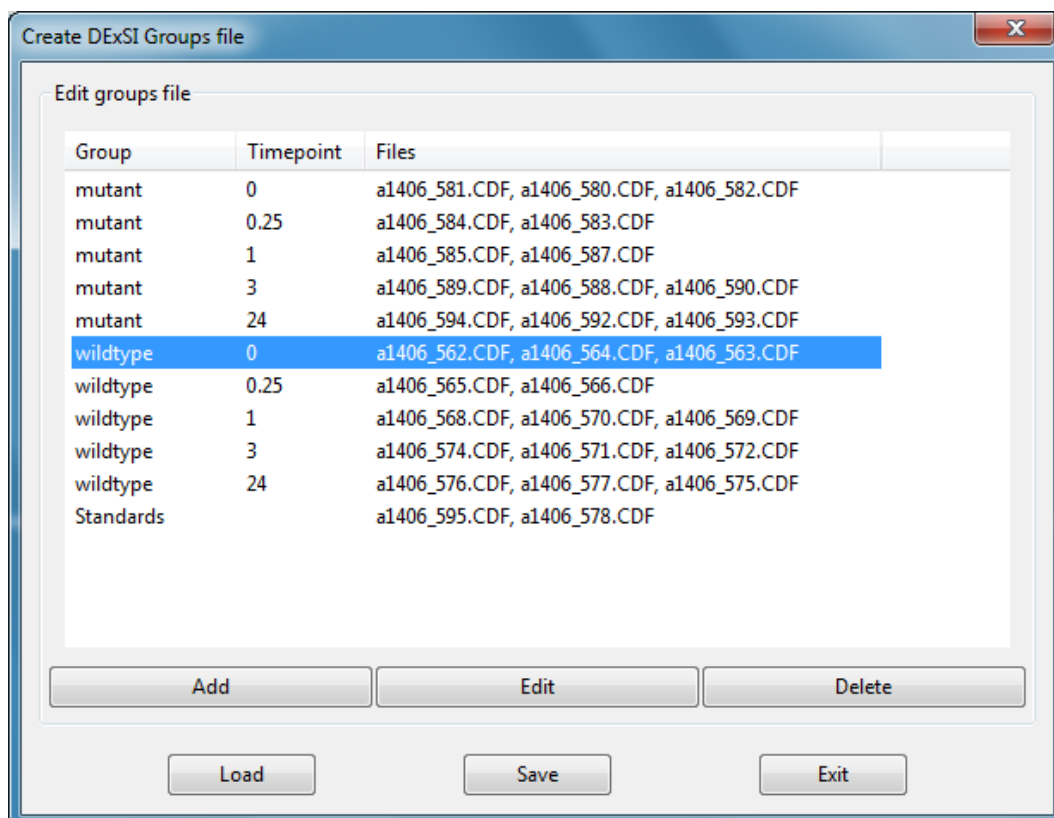 Create DExSI Groups file
x
Edit groups file
Group Timepoint Files
mutant 0 a1406_581.CDF, a1406_580.CDF, a1406_582.CDF
mutant 0.25 a1406_584.CDF, a1406_583.CDF
mutant 1 a1406_585.CDF, a1406_587.CDF
mutant 3 a1406_589.CDF, a1406_588.CDF, a1406_590.CDF
mutant 24 a1406_594.CDF, a1406_592.CDF, a1406_593.CDF
wildtype 0 a1406_562.CDF, a1406_564.CDF, a1406_563.CDF
wildtype 0.25 a1406_565.CDF, a1406_566.CDF
wildtype 1 a1406_568.CDF, a1406_570.CDF, a1406_569.CDF
wildtype 3 a1406_574.CDF, a1406_571.CDF, a1406_572.CDF
wildtype 24 a1406_576.CDF, a1406_577.CDF, a1406_575.CDF
Standards a1406_595.CDF, a1406_578.CDF
Add Edit Delete
Load Save Exit